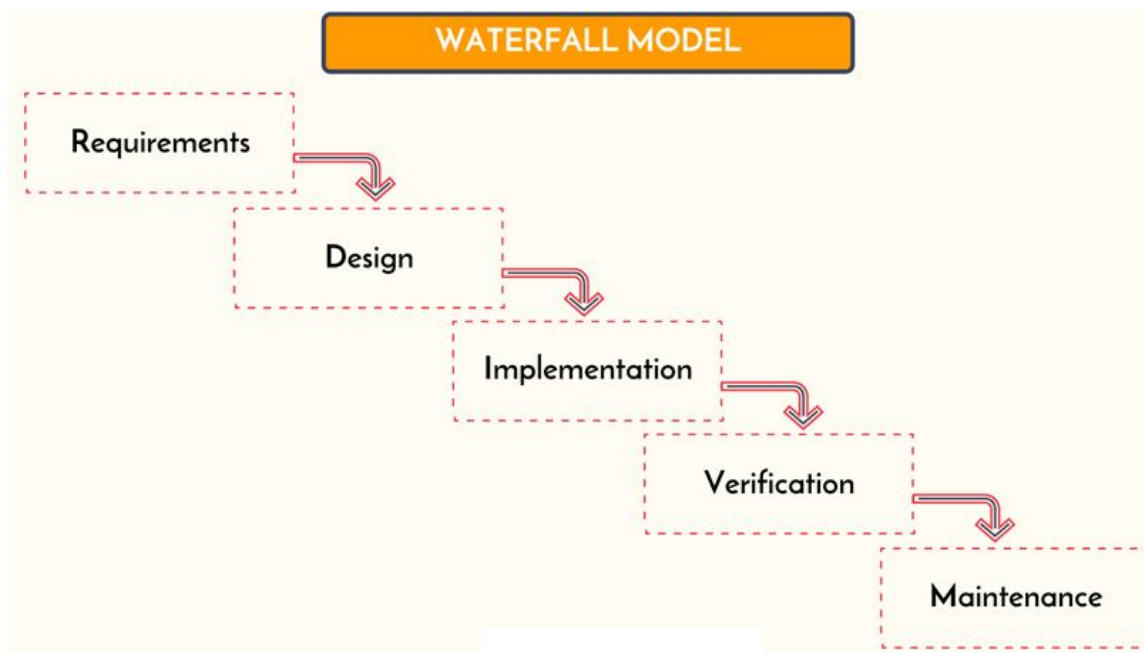 WATERFALL MODEL
Requirements
Design
Implementation
Verification
Maintenance